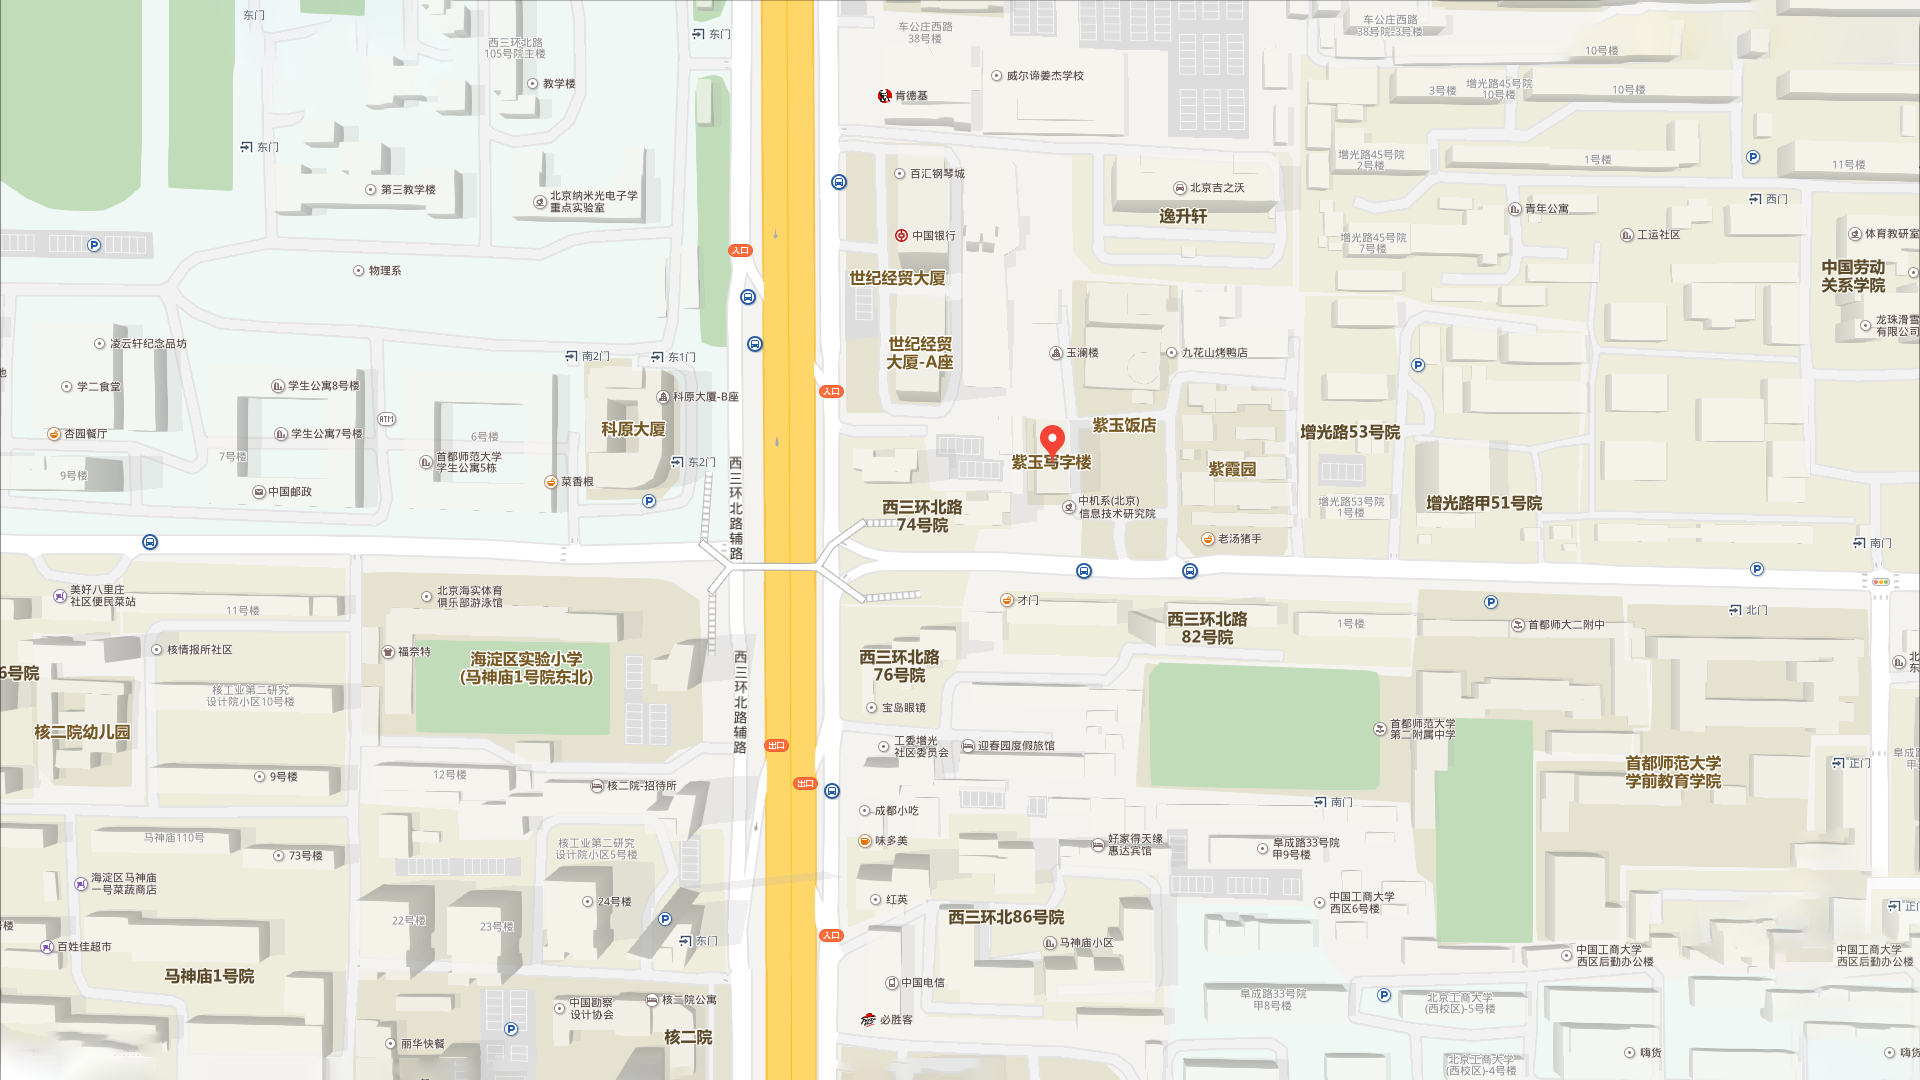 东门
西三环北路
105号院主楼
教学楼
东门
车公庄西路
38号楼
威尔谛姜杰学校
肯德基
车公庄西路
38号院-3号楼
10号楼
3号楼
增光路45号院
10号楼
10号楼
东门
第三教学楼
北京纳米光电子学
重点实验室
百汇钢琴城
中国银行
北京吉之沃
逸升轩
增光路45号院
2号楼
1号楼
11号楼
西门
青年公寓
工运社区
增光路45号院
7号楼
体育教研室
中国劳动
关系学院
龙珠滑雪
有限公司
物理系
入口
世纪经贸大厦
世纪经贸
大厦-A座
玉澜楼
九花山烤鸭店
凌云轩纪念品坊
南2门
东1门
学二食堂
学生公寓8号楼
科原大厦-B座
入口
ATM
杏园餐厅
学生公寓7号楼
6号楼
科原大厦
紫玉饭店
增光路53号院
7号楼
首都师范大学
学生公寓5栋
东2门
紫玉写字楼
紫霞园
9号楼
中国邮政
菜香根
西三环北路辅路
西三环北路
74号院
中机系(北京)
信息技术研究院
增光路53号院
1号楼
增光路甲51号院
老汤猪手
南门
美好八里庄
社区便民菜站
11号楼
北京海实体育
俱乐部游泳馆
才门
西三环北路
82号院
1号楼
首都师大二附中
北门
核情报所社区
福奈特
海淀区实验小学
(马神庙1号院东北)
西三环北路
76号院
6号院
核工业第二研究
设计院小区10号楼
西三环北路辅路
宝岛眼镜
首都师范大学
第二附属中学
核二院幼儿园
工委增光
社区委员会
迎春园度假旅馆
出口
首都师范大学
学前教育学院
正门
9号楼
12号楼
核二院-招待所
出口
南门
成都小吃
马神庙110号
73号楼
核工业第二研究
设计院小区5号楼
味多美
好家得天缘
惠达宾馆
阜成路33号院
甲9号楼
海淀区马神庙
一号菜蔬商店
22号楼
23号楼
24号楼
红英
西三环北86号院
中国工商大学
西区6号楼
正门
百姓佳超市
东门
入口
马神庙小区
中国工商大学
西区后勤办公楼
中国工商大学
西区后勤办公楼
马神庙1号院
中国电信
中国勘察
设计协会
核二院公寓
阜成路33号院
甲8号楼
北京工商大学
(西校区)-5号楼
必胜客
核二院
丽华快餐
嗨货
嗨货
北京工商大学
(西校区)-4号楼